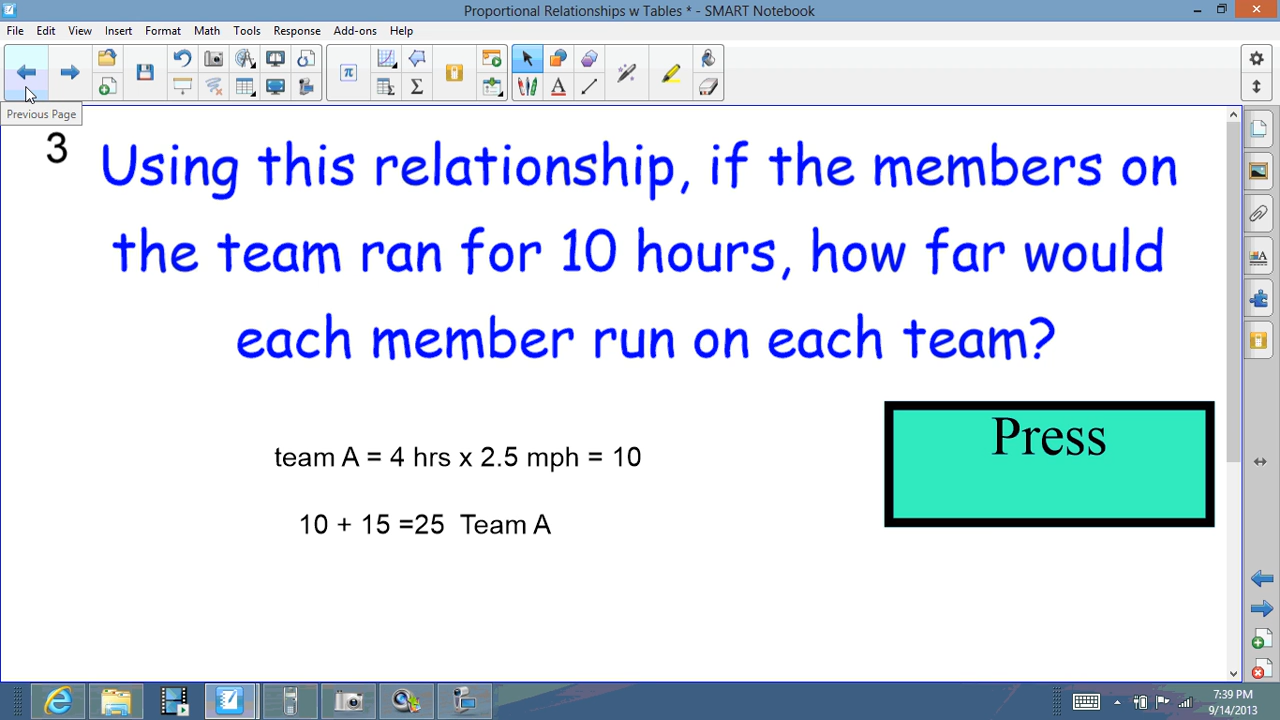 Proportional Relationships w Tables * - SMART Notebook
File Edit View Insert Format Math Tools Response Add-ons Help
Previous Page
3
Using this relationship, if the members on
the team ran for 10 hours, how far would
each member run on each team?
Press
team A = 4 hrs x 2.5 mph = 10
10 + 15 =25 Team A
7:39 PM
9/14/2013